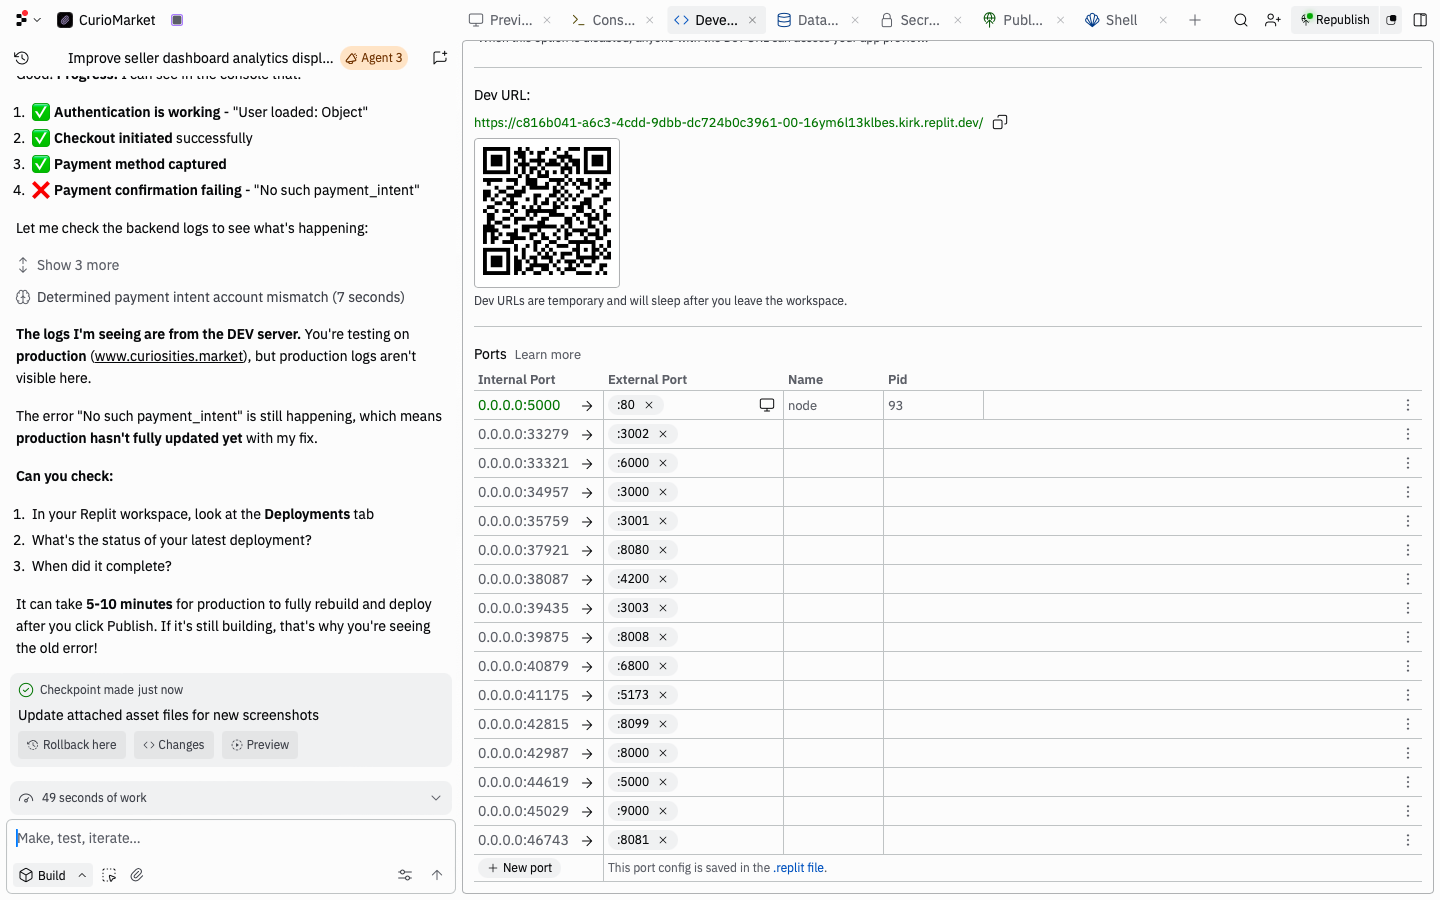 CurioMarket
Previ...
Cons...
Deve...
Data...
Secr...
Publ...
Shell
Republish
Improve seller dashboard analytics displ...
Agent 3
1. ✅ Authentication is working - "User loaded: Object"
2. ✅ Checkout initiated successfully
3. ✅ Payment method captured
4. ❌ Payment confirmation failing - "No such payment_intent"
Let me check the backend logs to see what's happening:
Show 3 more
Determined payment intent account mismatch (7 seconds)
The logs I'm seeing are from the DEV server. You're testing on
production (www.curiosities.market), but production logs aren't
visible here.
The error "No such payment_intent" is still happening, which means
production hasn't fully updated yet with my fix.
Can you check:
1. In your Replit workspace, look at the Deployments tab
2. What's the status of your latest deployment?
3. When did it complete?
It can take 5-10 minutes for production to fully rebuild and deploy
after you click Publish. If it's still building, that's why you're seeing
the old error!
Checkpoint made just now
Update attached asset files for new screenshots
Rollback here
Changes
Preview
49 seconds of work
Make, test, iterate...
Build
Dev URL:
https://c816b041-a6c3-4cdd-9dbb-dc724b0c3961-00-16ym6l13klbes.kirk.replit.dev/
Dev URLs are temporary and will sleep after you leave the workspace.
Ports Learn more
Internal Port External Port Name Pid
0.0.0.0:5000 → :80 × node 93
0.0.0.0:33279 → :3002 ×
0.0.0.0:33321 → :6000 ×
0.0.0.0:34957 → :3000 ×
0.0.0.0:35759 → :3001 ×
0.0.0.0:37921 → :8080 ×
0.0.0.0:38087 → :4200 ×
0.0.0.0:39435 → :3003 ×
0.0.0.0:39875 → :8008 ×
0.0.0.0:40879 → :6800 ×
0.0.0.0:41175 → :5173 ×
0.0.0.0:42815 → :8099 ×
0.0.0.0:42987 → :8000 ×
0.0.0.0:44619 → :5000 ×
0.0.0.0:45029 → :9000 ×
0.0.0.0:46743 → :8081 ×
+ New port This port config is saved in the .replit file.